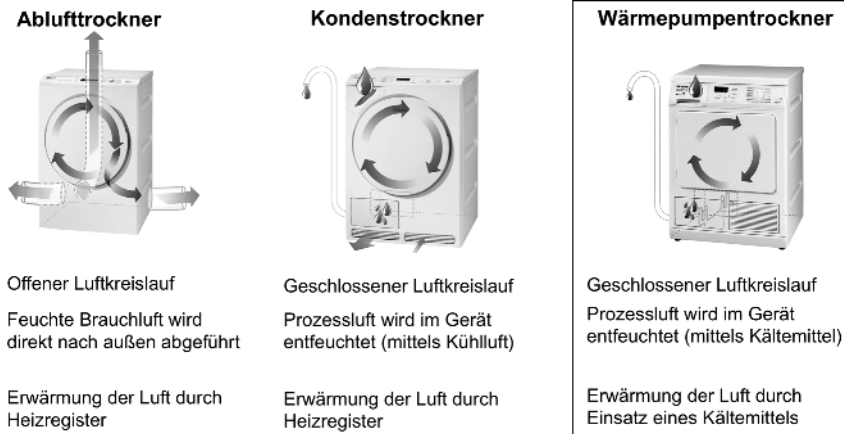 Ablufttrockner
Offener Luftkreislauf
Feuchte Brauchluft wird
direkt nach außen abgeführt
Erwärmung der Luft durch
Heizregister
Kondenstrockner
Geschlossener Luftkreislauf
Prozessluft wird im Gerät
entfeuchtet (mittels Kühlluft)
Erwärmung der Luft durch
Heizregister
Wärmepumpentrockner
Geschlossener Luftkreislauf
Prozessluft wird im Gerät
entfeuchtet (mittels Kältemittel)
Erwärmung der Luft durch
Einsatz eines Kältemittels